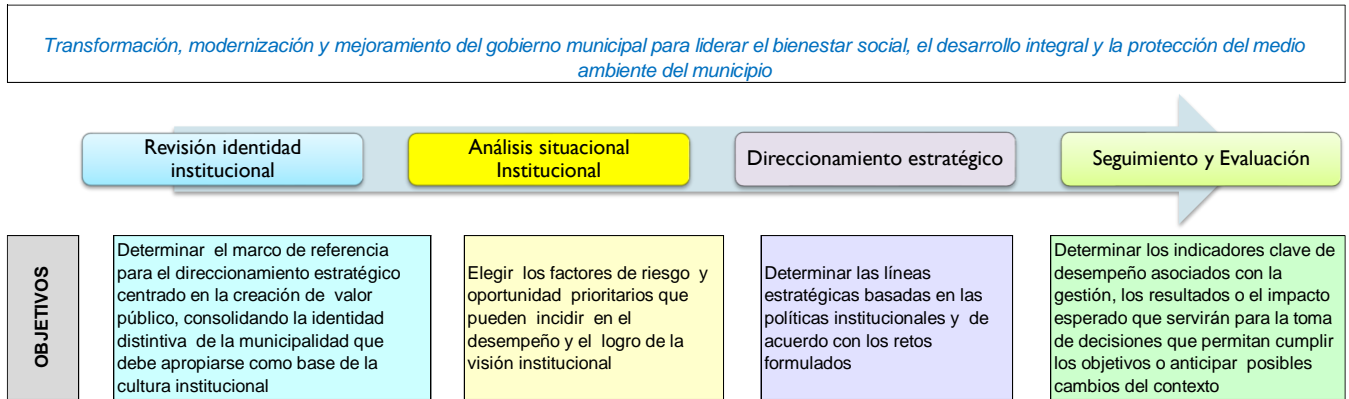 Transformación, modernización y mejoramiento del gobierno municipal para liderar el bienestar social, el desarrollo integral y la protección del medio
ambiente del municipio
Revisión identidad
institucional
Análisis situacional
Institucional
Direccionamiento estratégico
Seguimiento y Evaluación
OBJETIVOS
Determinar el marco de referencia
para el direccionamiento estratégico
centrado en la creación de valor
público, consolidando la identidad
distintiva de la municipalidad que
debe apropiarse como base de la
cultura institucional
Elegir los factores de riesgo y
oportunidad prioritarios que
pueden incidir en el
desempeño y el logro de la
visión institucional
Determinar las líneas
estratégicas basadas en las
políticas institucionales y de
acuerdo con los retos
formulados
Determinar los indicadores clave de
desempeño asociados con la
gestión, los resultados o el impacto
esperado que servirán para la toma
de decisiones que permitan cumplir
los objetivos o anticipar posibles
cambios del contexto